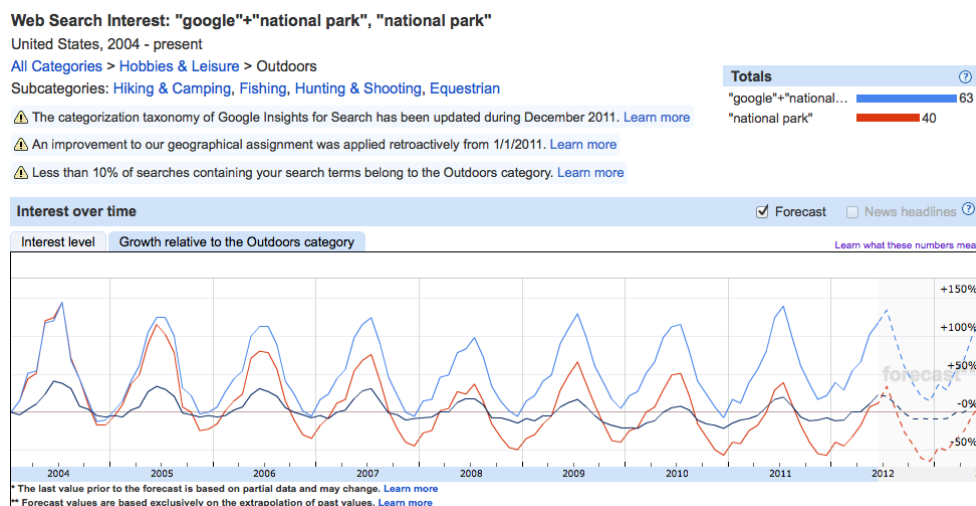 Web Search Interest: "google"+"national park", "national park"
United States, 2004 - present
All Categories > Hobbies & Leisure > Outdoors
Subcategories: Hiking & Camping, Fishing, Hunting & Shooting, Equestrian
Totals
"google"+"national... 63
"national park" 40
The categorization taxonomy of Google Insights for Search has been updated during December 2011. Learn more
An improvement to our geographical assignment was applied retroactively from 1/1/2011. Learn more
Less than 10% of searches containing your search terms belong to the Outdoors category. Learn more
Interest over time
Forecast News headlines ?
Interest level Growth relative to the Outdoors category
Learn what these numbers mea
+150%
+100%
+50%
forecast
-0%
-50%
2004 2005 2006 2007 2008 2009 2010 2011 2012
* The last value prior to the forecast is based on partial data and may change. Learn more
** Forecast values are based exclusively on the extrapolation of past values. Learn more